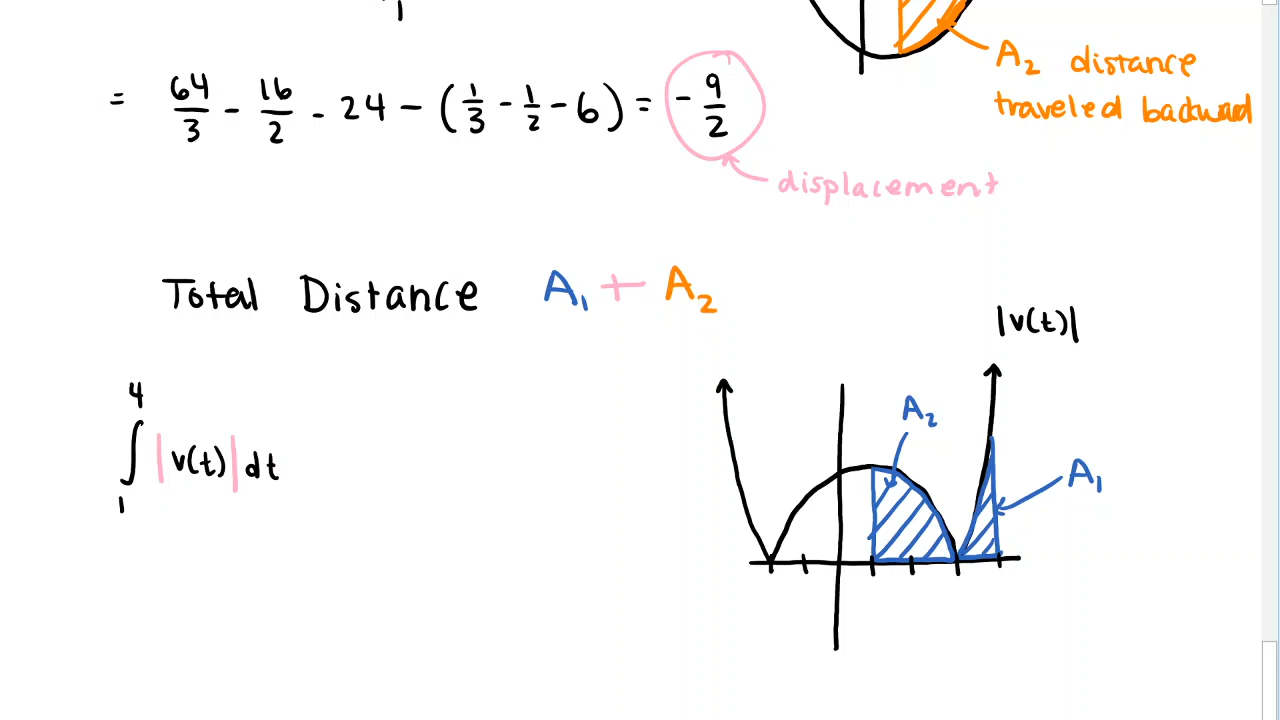 1
A₂ distance
traveled backward
= 64/3 - 16/2 - 24 - (1/3 - 1/2 - 6) = - 9/2
displacement
Total Distance A₁ + A₂
|v(t)|
∫₁⁴ |v(t)| dt
A₂
A₁